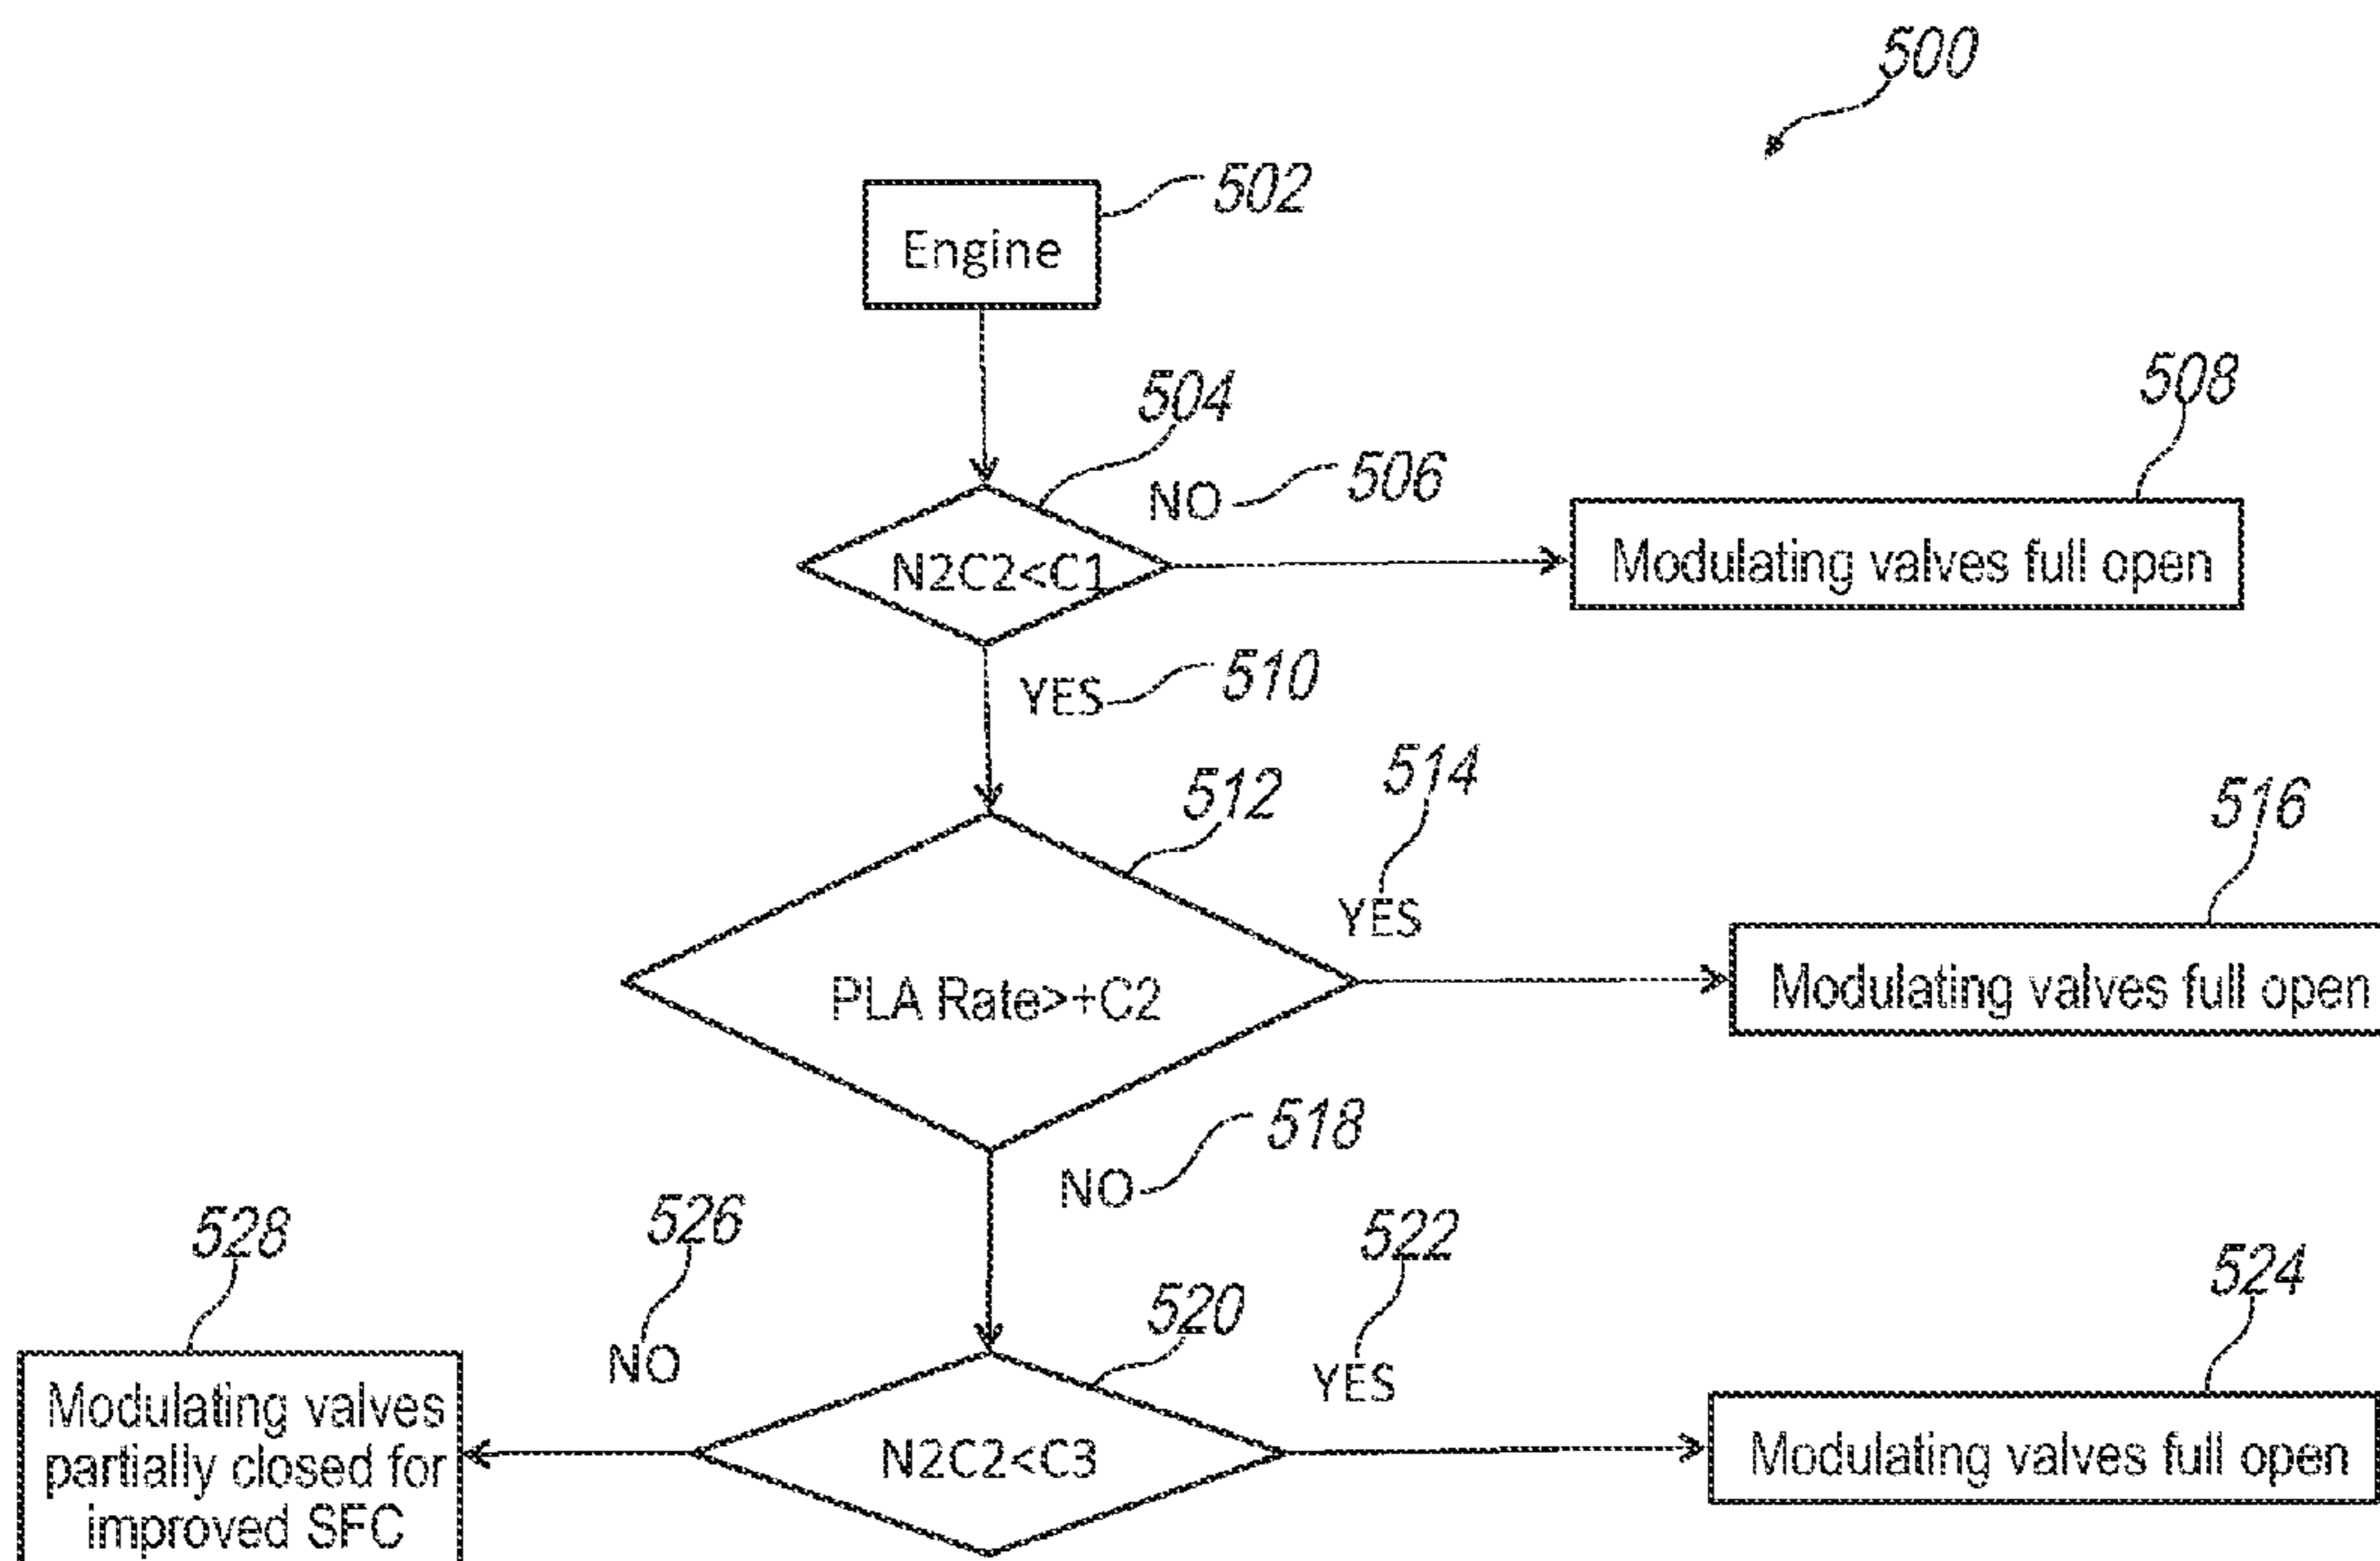 500
502
Engine
504
NO 506
508
N2C2<C1
Modulating valves full open
YES 510
512
514
516
YES
PLA Rate>+C2
Modulating valves full open
518
NO
528
526
522
524
520
NO
YES
Modulating valves
partially closed for
improved SFC
N2C2<C3
Modulating valves full open